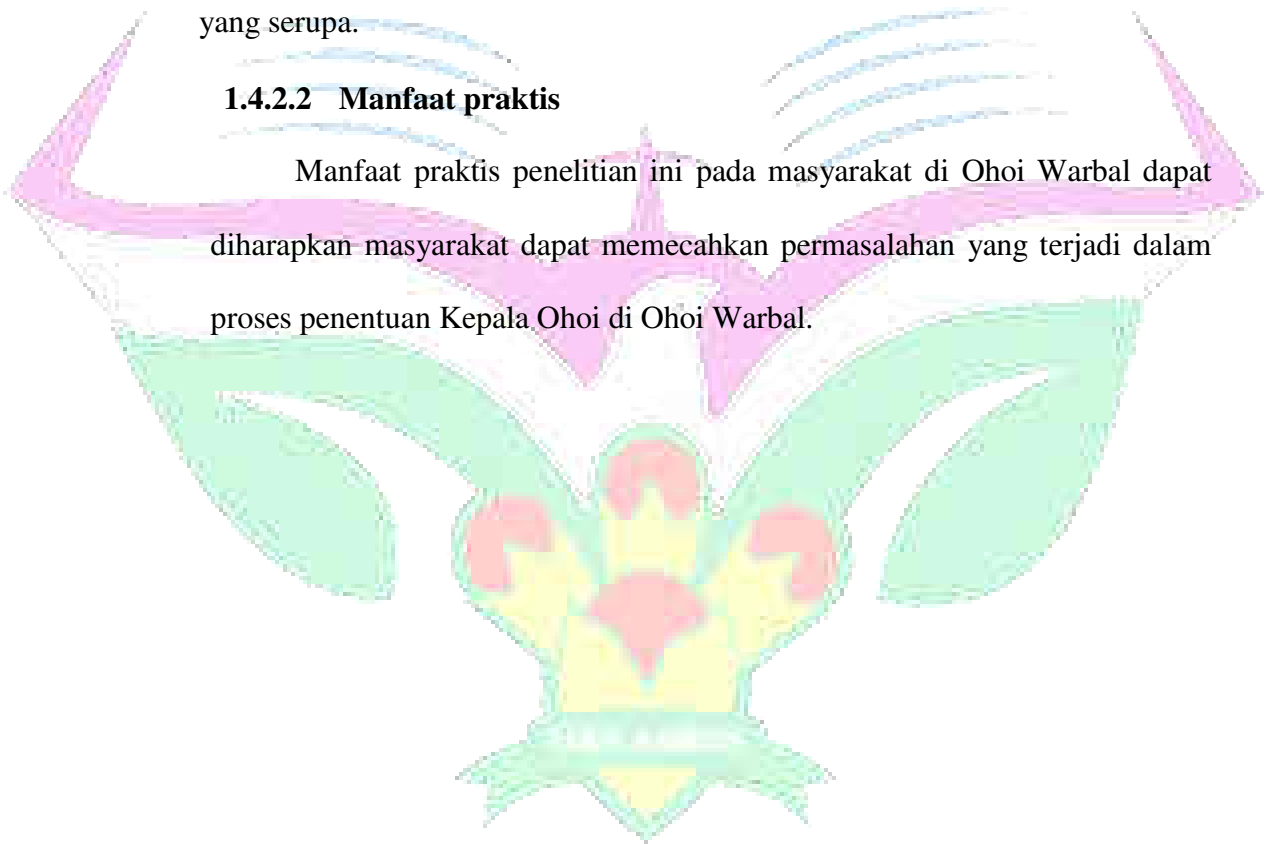 yang serupa.
1.4.2.2 Manfaat praktis
Manfaat praktis penelitian ini pada masyarakat di Ohoi Warbal dapat
diharapkan masyarakat dapat memecahkan permasalahan yang terjadi dalam
proses penentuan Kepala Ohoi di Ohoi Warbal.